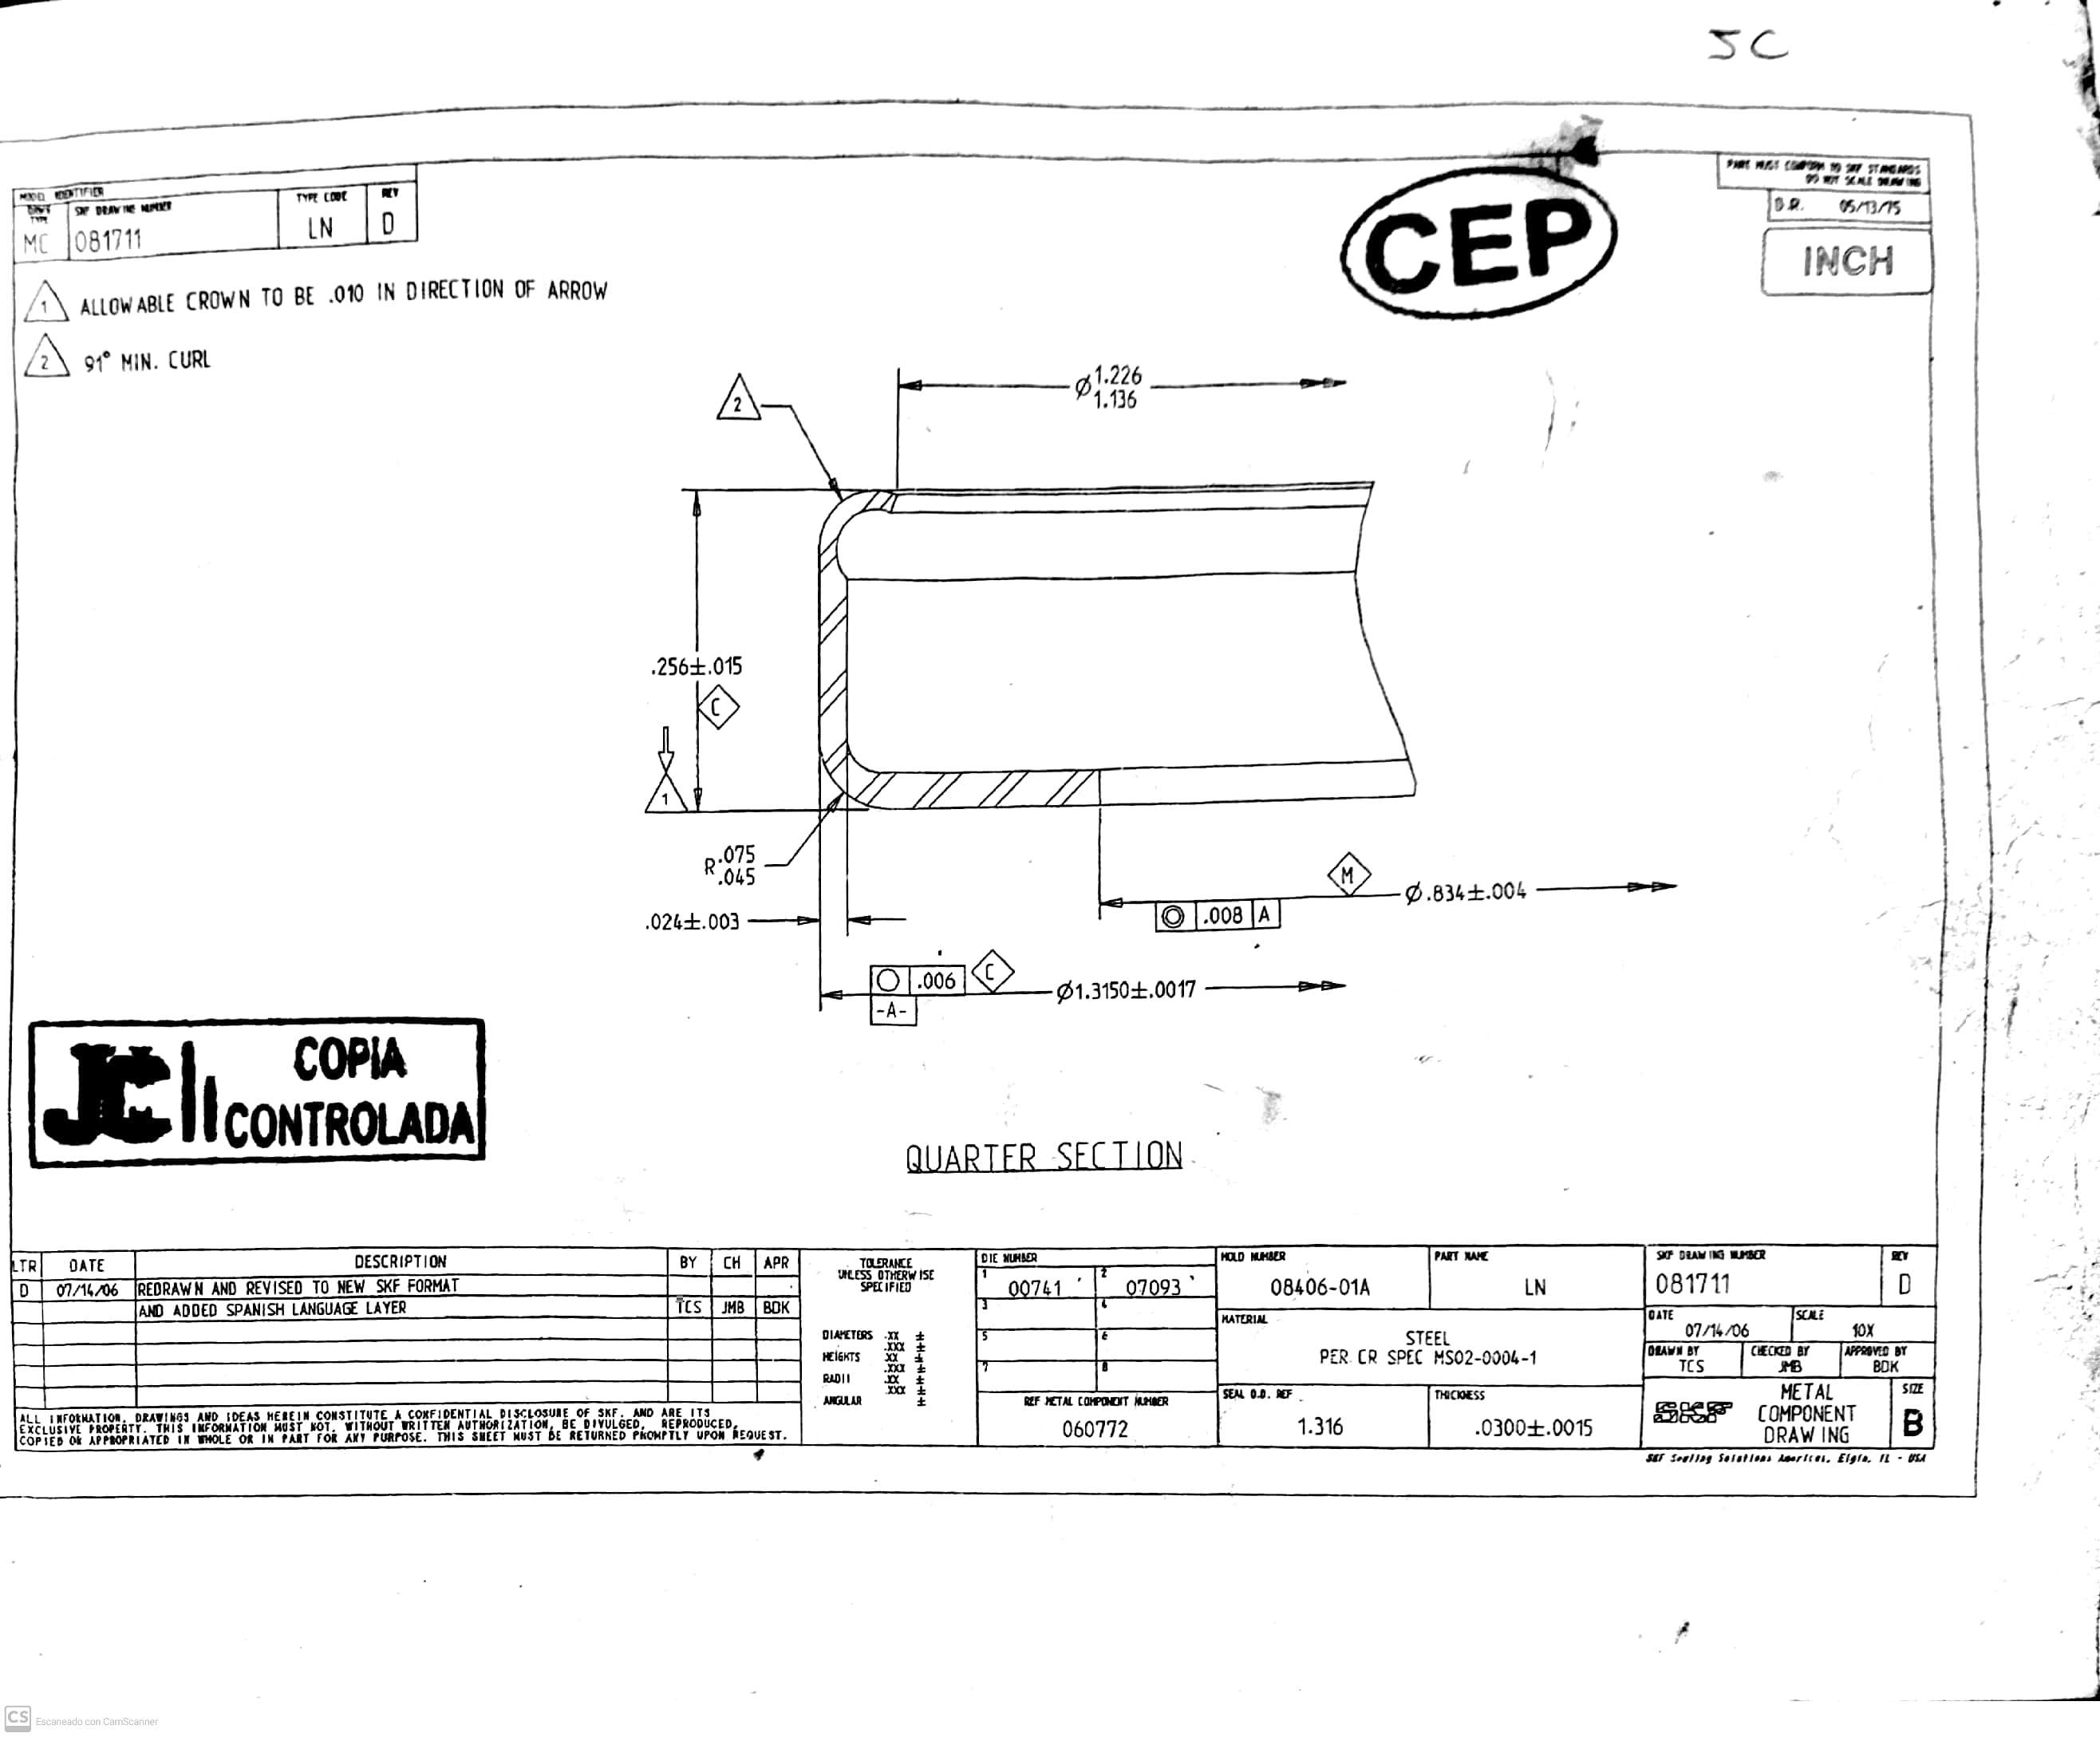 JC
PART MUST CONFORM TO SKF STANDARDS
DO NOT SCALE DRAWING
O.R. 05/13/75
INCH
CEP
MODEL IDENTIFIER
TYPE
SKF DRAWING NUMBER
TYPE CODE
REV
MC
081711
LN
D
1 ALLOWABLE CROWN TO BE .010 IN DIRECTION OF ARROW
2 91° MIN. CURL
2
Ø1.226
1.136
.256±.015
C
1
R.075
.045
.024±.003
M
Ø.834±.004
◎ .008 A
○ .006
C
-A-
Ø1.3150±.0017
JC
COPIA
CONTROLADA
QUARTER SECTION
LTR DATE DESCRIPTION BY CH APR
D 07/14/06 REDRAWN AND REVISED TO NEW SKF FORMAT
AND ADDED SPANISH LANGUAGE LAYER TCS JMB BDK
ALL INFORMATION, DRAWINGS AND IDEAS HEREIN CONSTITUTE A CONFIDENTIAL DISCLOSURE OF SKF, AND ARE ITS
EXCLUSIVE PROPERTY. THIS INFORMATION MUST NOT, WITHOUT WRITTEN AUTHORIZATION, BE DIVULGED, REPRODUCED,
COPIED OR APPROPRIATED IN WHOLE OR IN PART FOR ANY PURPOSE. THIS SHEET MUST BE RETURNED PROMPTLY UPON REQUEST.
TOLERANCE
UNLESS OTHERWISE
SPECIFIED
DIAMETERS .XX ±
.XXX ±
HEIGHTS .XX ±
.XXX ±
RADII .XX ±
.XXX ±
ANGULAR ±
DIE NUMBER
1 00741
2 07093
3
4
5
6
7
8
REF METAL COMPONENT NUMBER
060772
MOLD NUMBER
08406-01A
PART NAME
LN
MATERIAL
STEEL
PER CR SPEC MS02-0004-1
SEAL O.D. REF.
1.316
THICKNESS
.0300±.0015
SKF DRAWING NUMBER
081711
REV
D
DATE
07/14/06
SCALE
10X
DRAWN BY
TCS
CHECKED BY
JMB
APPROVED BY
BDK
SKF
METAL
COMPONENT
DRAWING
SIZE
B
SKF Sealing Solutions Americas, Elgin, IL - USA
CS Escaneado con CamScanner